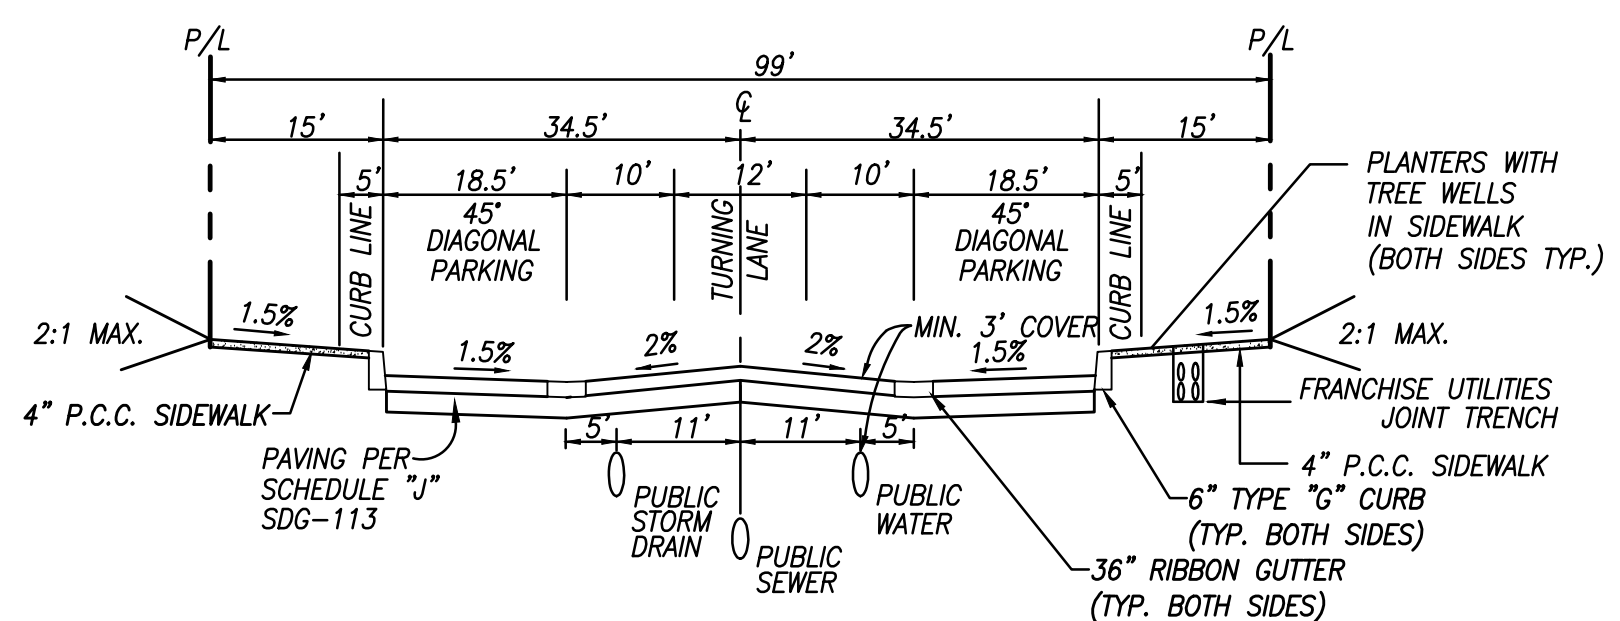 P/L
P/L
99'
℄
15'
34.5'
34.5'
15'
5'
18.5'
10'
12'
10'
18.5'
5'
CURB LINE
45°
DIAGONAL
PARKING
TURNING
LANE
45°
DIAGONAL
PARKING
CURB LINE
PLANTERS WITH
TREE WELLS
IN SIDEWALK
(BOTH SIDES TYP.)
2:1 MAX.
1.5%
1.5%
2%
2%
MIN. 3' COVER
1.5%
1.5%
2:1 MAX.
4" P.C.C. SIDEWALK
FRANCHISE UTILITIES
JOINT TRENCH
5'
11'
11'
5'
PAVING PER
SCHEDULE "J"
SDG-113
PUBLIC
STORM
DRAIN
PUBLIC
SEWER
PUBLIC
WATER
4" P.C.C. SIDEWALK
6" TYPE "G" CURB
(TYP. BOTH SIDES)
36" RIBBON GUTTER
(TYP. BOTH SIDES)